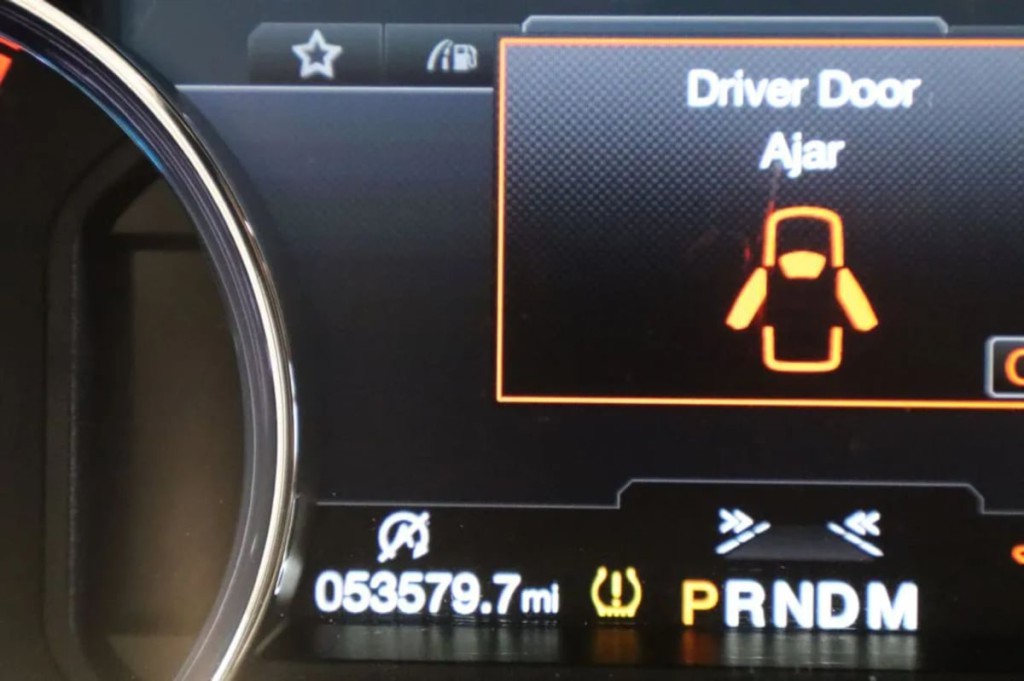 Driver Door
Ajar
053579.7mi
PRNDM